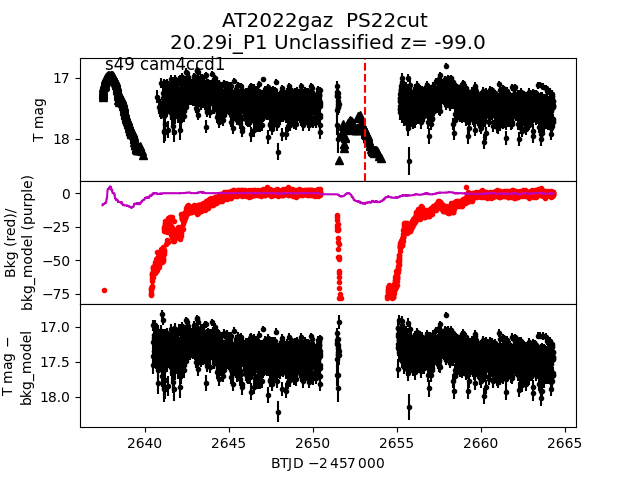 AT2022gaz  PS22cut
20.29i_P1 Unclassified z= -99.0
s49 cam4ccd1
17
18
T mag
0
−25
−50
−75
Bkg (red)/
bkg_model (purple)
17.0
17.5
18.0
T mag −
bkg_model
2640
2645
2650
2655
2660
2665
BTJD −2 457 000